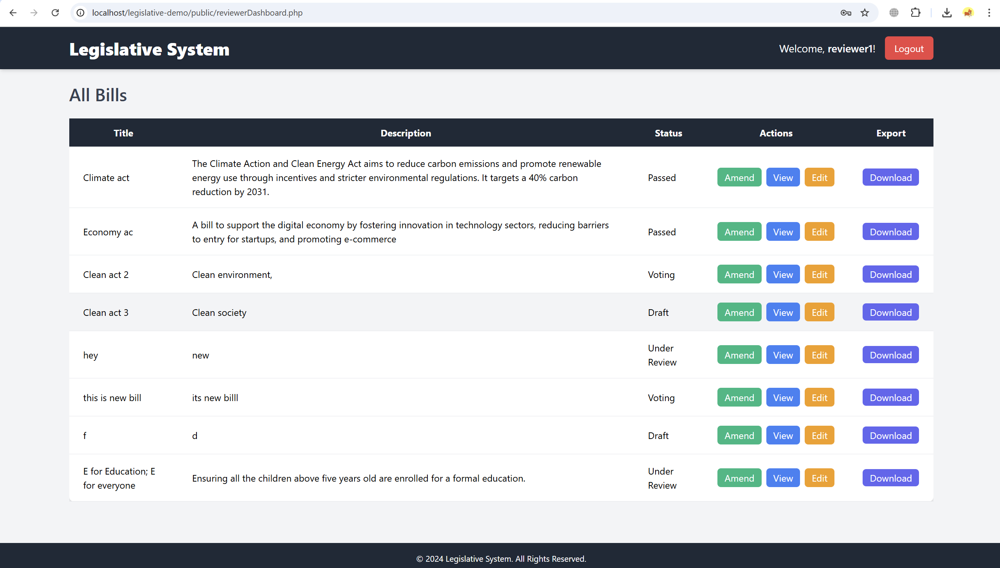 localhost/legislative-demo/public/reviewerDashboard.php
Legislative System
Welcome, reviewer1!
Logout
All Bills
Title Description Status Actions Export
Climate act
The Climate Action and Clean Energy Act aims to reduce carbon emissions and promote renewable
energy use through incentives and stricter environmental regulations. It targets a 40% carbon
reduction by 2031.
Passed
Amend View Edit Download
Economy ac
A bill to support the digital economy by fostering innovation in technology sectors, reducing barriers
to entry for startups, and promoting e-commerce
Passed
Amend View Edit Download
Clean act 2
Clean environment,
Voting
Amend View Edit Download
Clean act 3
Clean society
Draft
Amend View Edit Download
hey
new
Under
Review
Amend View Edit Download
this is new bill
its new billl
Voting
Amend View Edit Download
f
d
Draft
Amend View Edit Download
E for Education; E
for everyone
Ensuring all the children above five years old are enrolled for a formal education.
Under
Review
Amend View Edit Download
© 2024 Legislative System. All Rights Reserved.